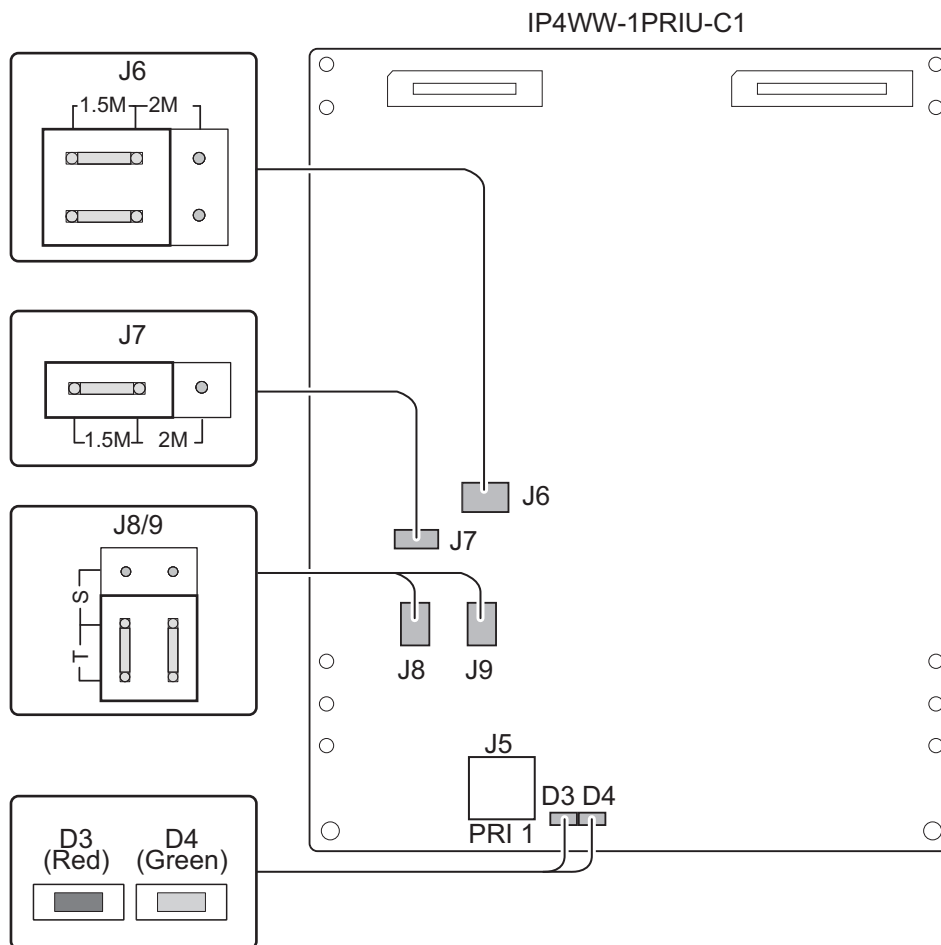 IP4WW-1PRIU-C1
J6
1.5M 2M
J7
1.5M 2M
J8/9
S
T
J6
J7
J8 J9
J5
D3 D4
PRI 1
D3 D4
(Red) (Green)